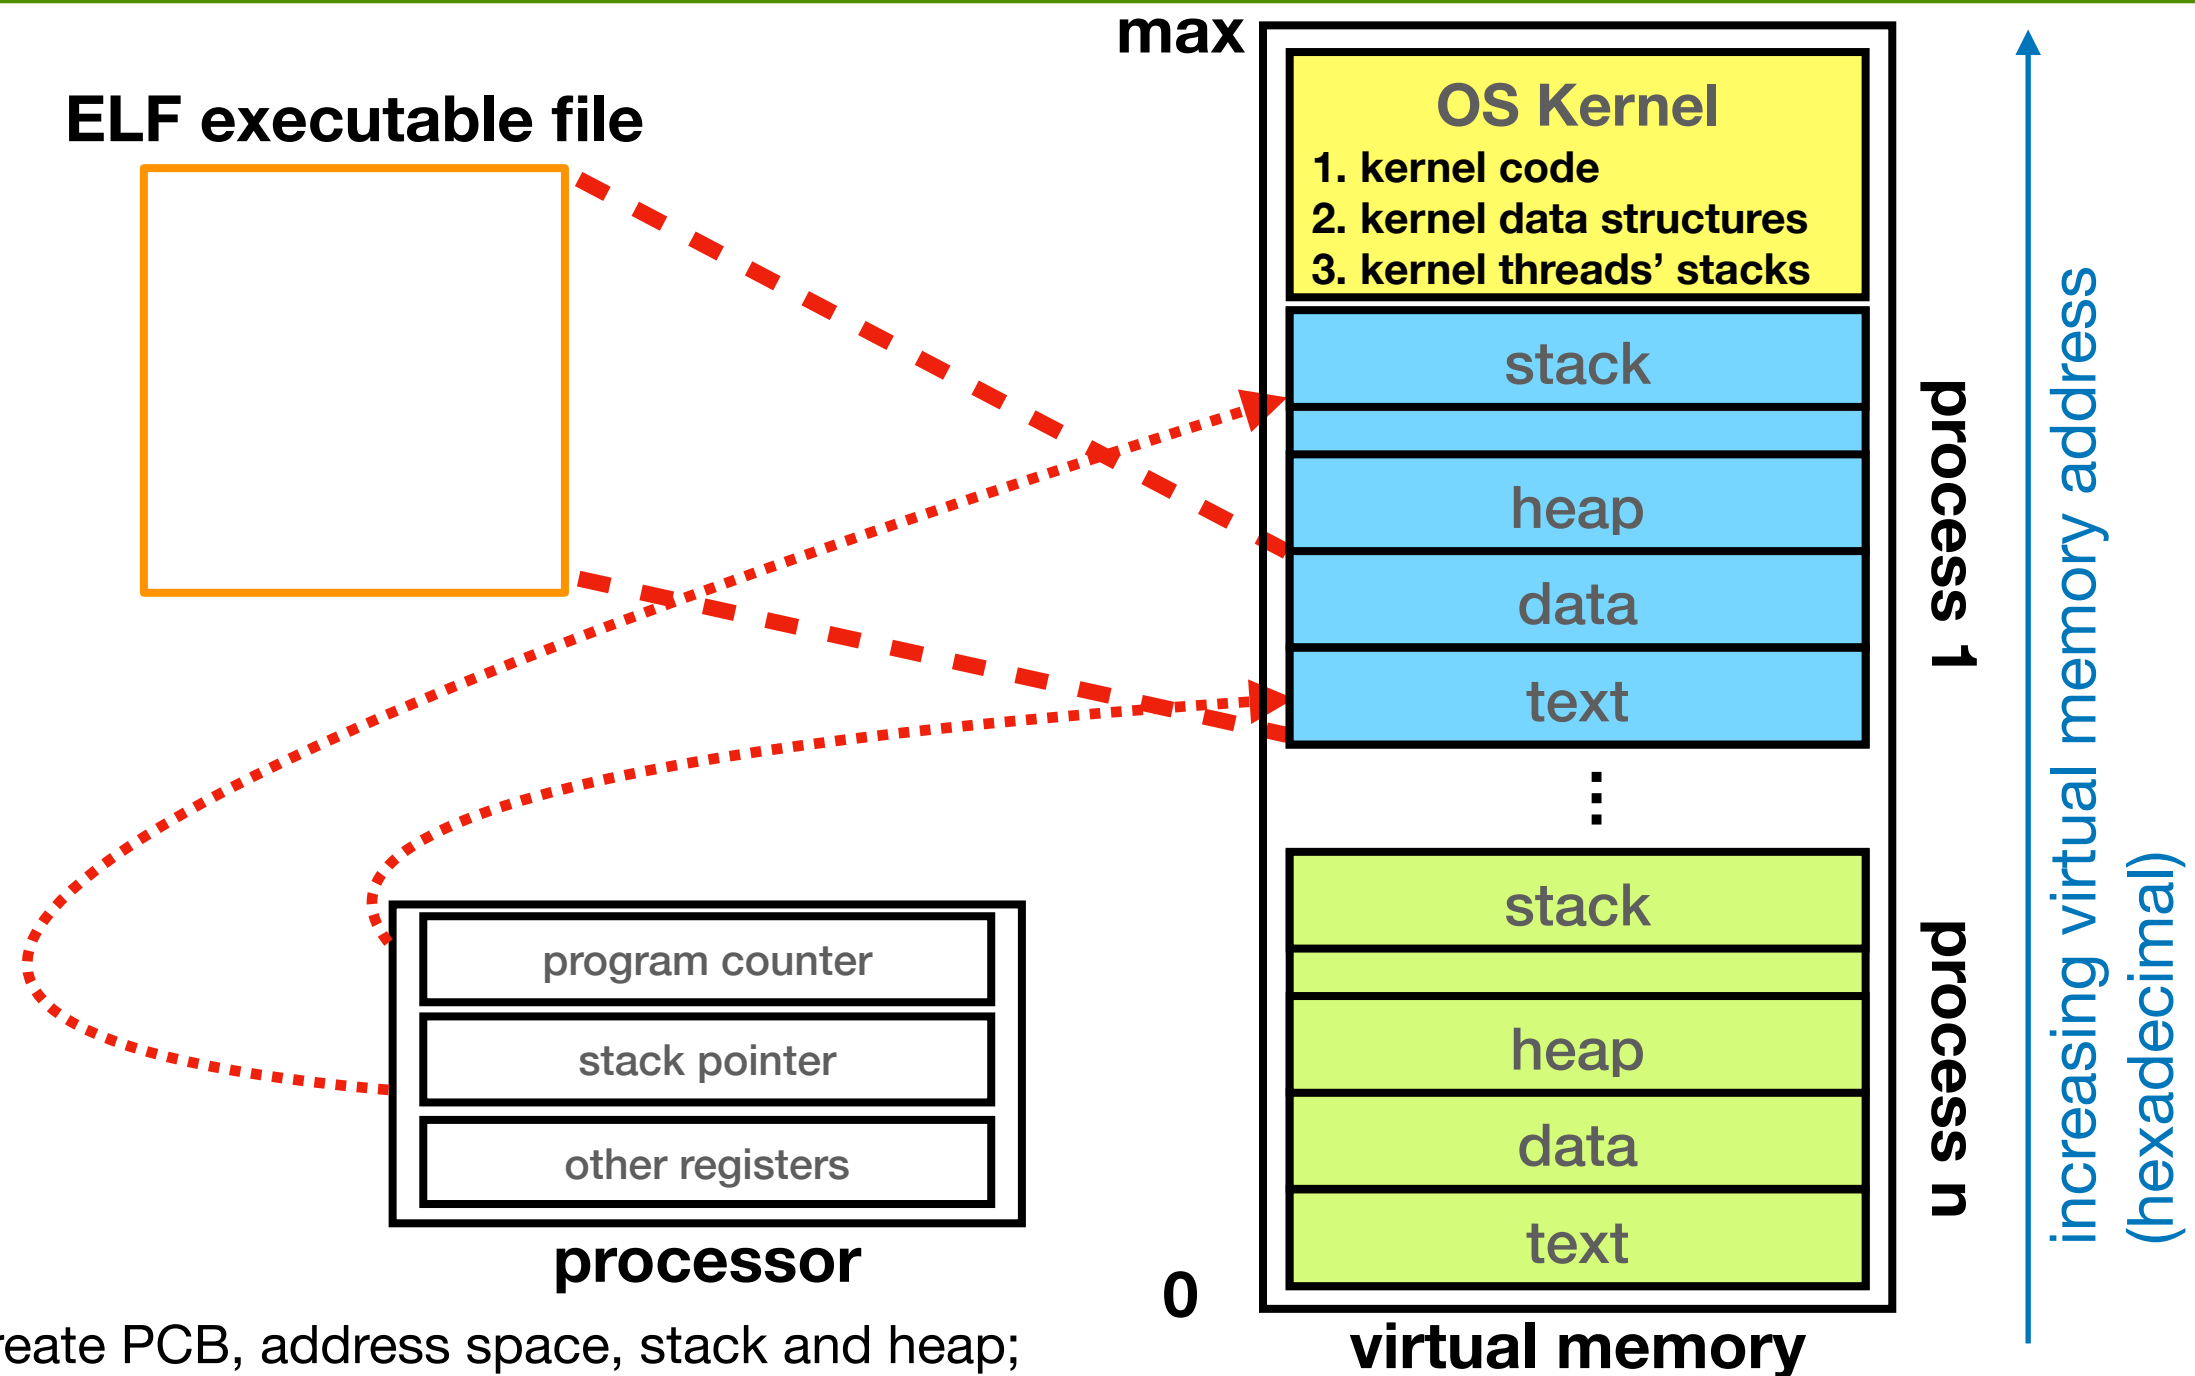 max
ELF executable file
OS Kernel
1. kernel code
2. kernel data structures
3. kernel threads’ stacks
stack
heap
data
text
process 1
⋮
stack
heap
data
text
process n
increasing virtual memory address
(hexadecimal)
program counter
stack pointer
other registers
processor
0
virtual memory
reate PCB, address space, stack and heap;